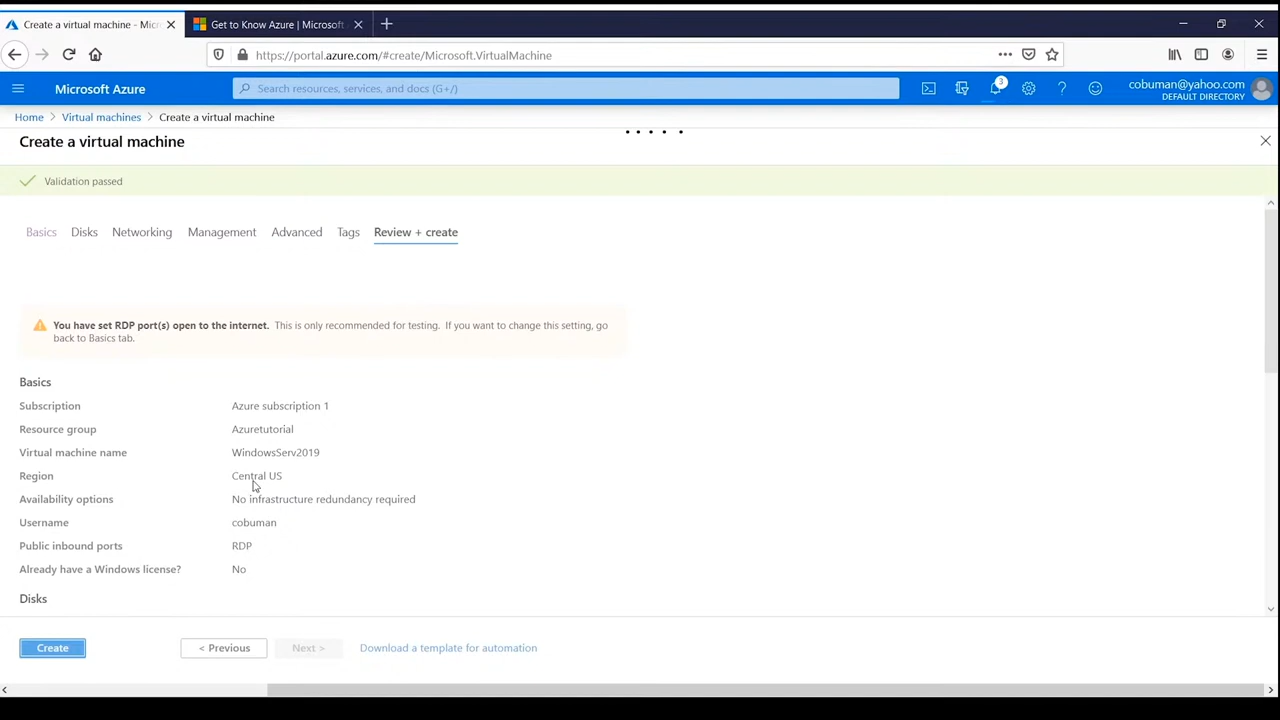 Create a virtual machine - Micr
Get to Know Azure | Microsoft
https://portal.azure.com/#create/Microsoft.VirtualMachine
Microsoft Azure
Search resources, services, and docs (G+/)
3
cobuman@yahoo.com
DEFAULT DIRECTORY
Home > Virtual machines > Create a virtual machine
Create a virtual machine
Validation passed
Basics Disks Networking Management Advanced Tags Review + create
You have set RDP port(s) open to the internet. This is only recommended for testing. If you want to change this setting, go
back to Basics tab.
Basics
Subscription Azure subscription 1
Resource group Azuretutorial
Virtual machine name WindowsServ2019
Region Central US
Availability options No infrastructure redundancy required
Username cobuman
Public inbound ports RDP
Already have a Windows license? No
Disks
Create < Previous Next > Download a template for automation